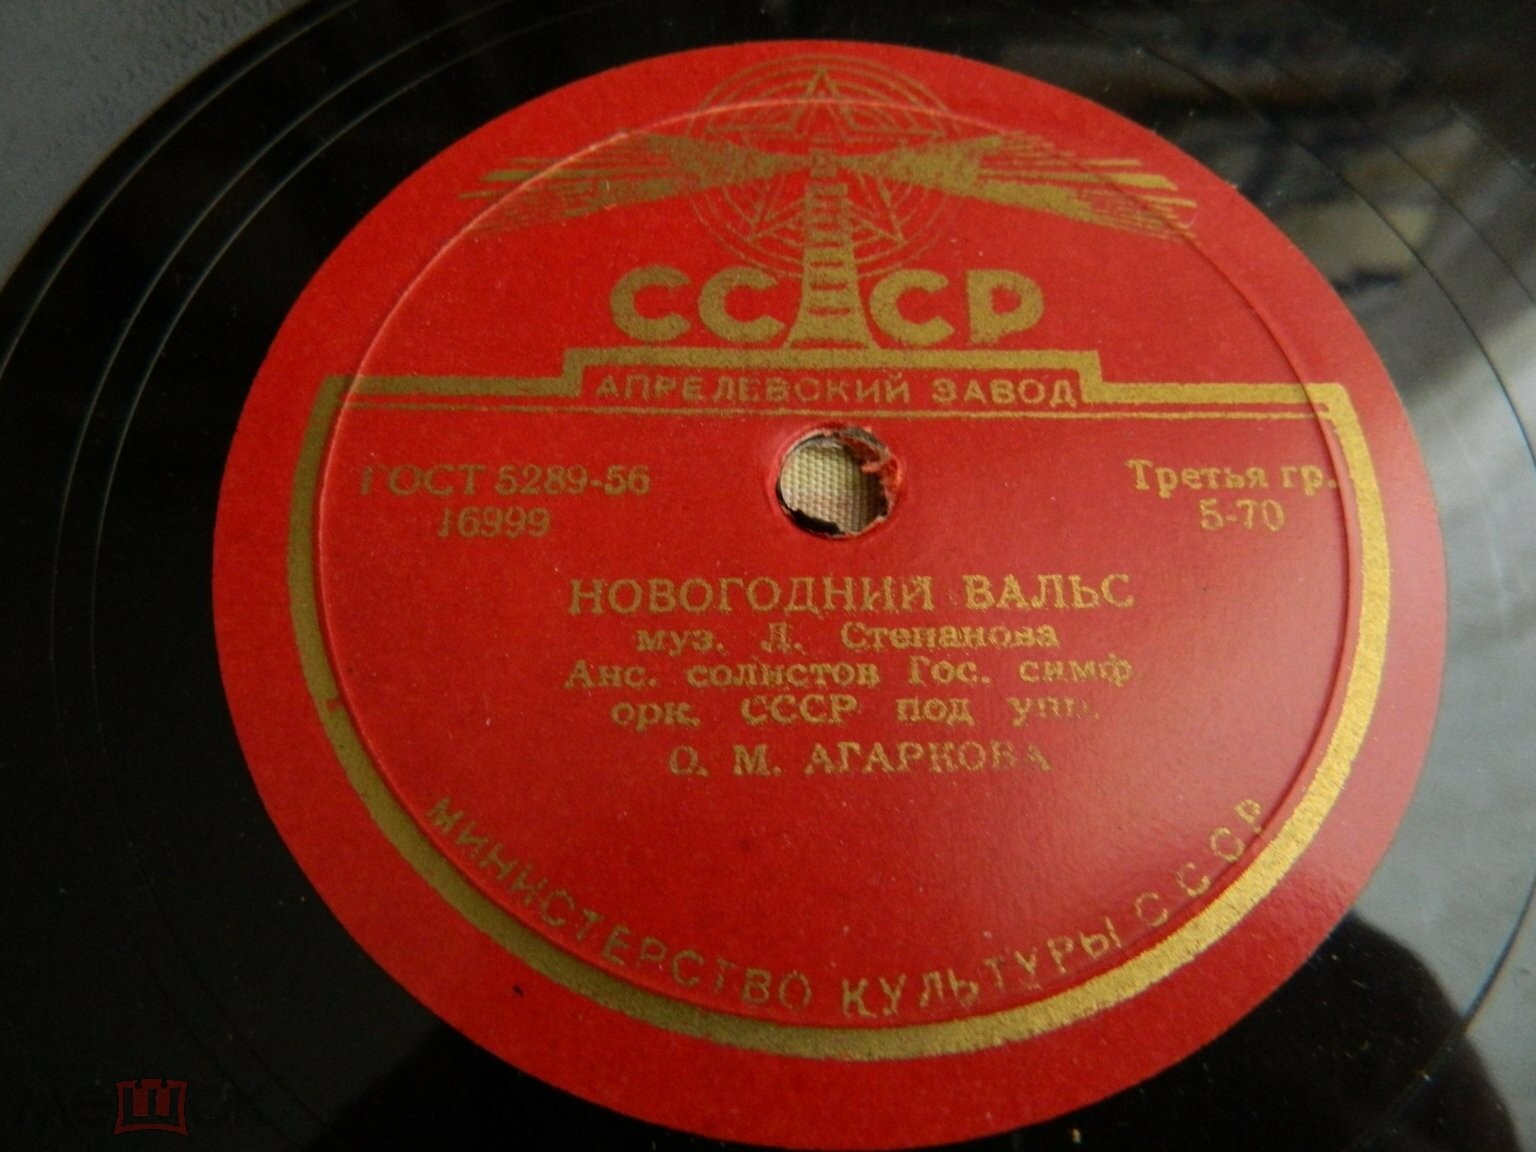 СССР
АПРЕЛЕВСКИЙ ЗАВОД
ГОСТ 5289-56
16999
Третья гр.
5-70
НОВОГОДНИЙ ВАЛЬС
муз. Л. Степанова
Анс. солистов Гос. симф
орк. СССР под упр.
О. М. АГАРКОВА
МИНИСТЕРСТВО КУЛЬТУРЫ СССР